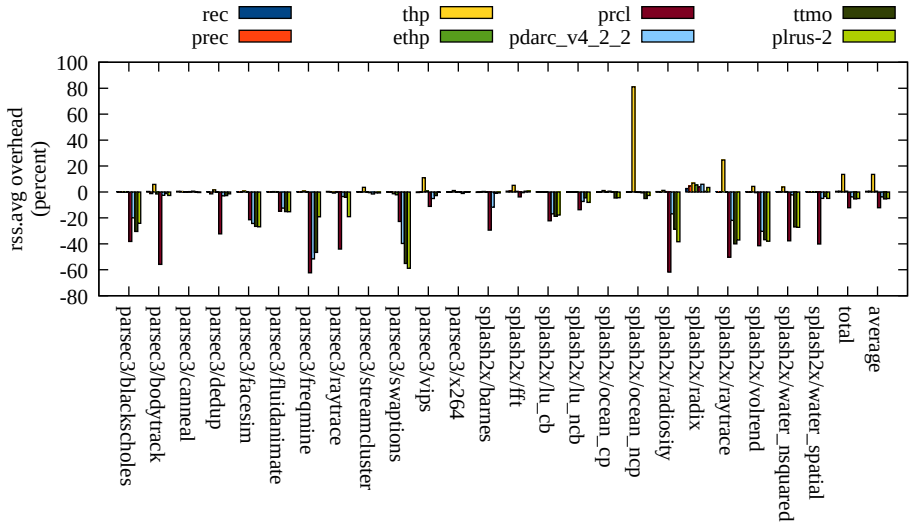 rec thp prcl ttmo
prec ethp pdarc_v4_2_2 plrus-2
rss.avg overhead
(percent)
100
80
60
40
20
0
-20
-40
-60
-80
parsec3/blackscholes
parsec3/bodytrack
parsec3/canneal
parsec3/dedup
parsec3/facesim
parsec3/fluidanimate
parsec3/freqmine
parsec3/raytrace
parsec3/streamcluster
parsec3/swaptions
parsec3/vips
parsec3/x264
splash2x/barnes
splash2x/fft
splash2x/lu_cb
splash2x/lu_ncb
splash2x/ocean_cp
splash2x/ocean_ncp
splash2x/radiosity
splash2x/radix
splash2x/raytrace
splash2x/volrend
splash2x/water_nsquared
splash2x/water_spatial
total
average